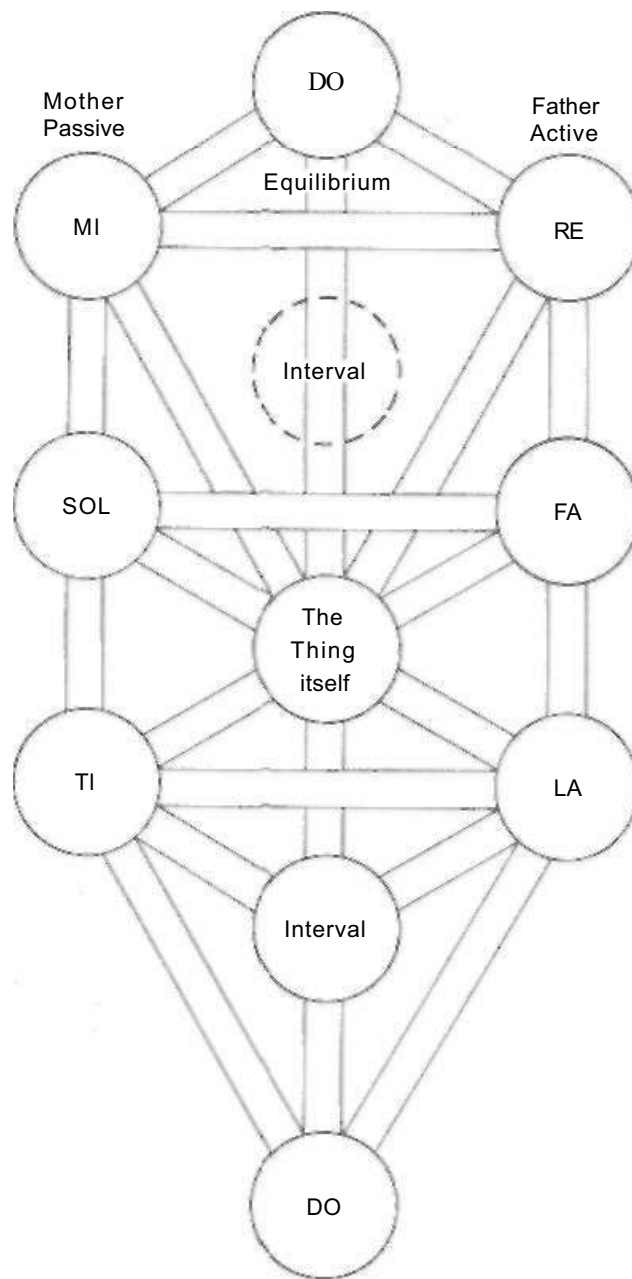 DO
Mother
Passive
Father
Active
Equilibrium
MI
RE
Interval
SOL
FA
The
Thing
itself
TI
LA
Interval
DO